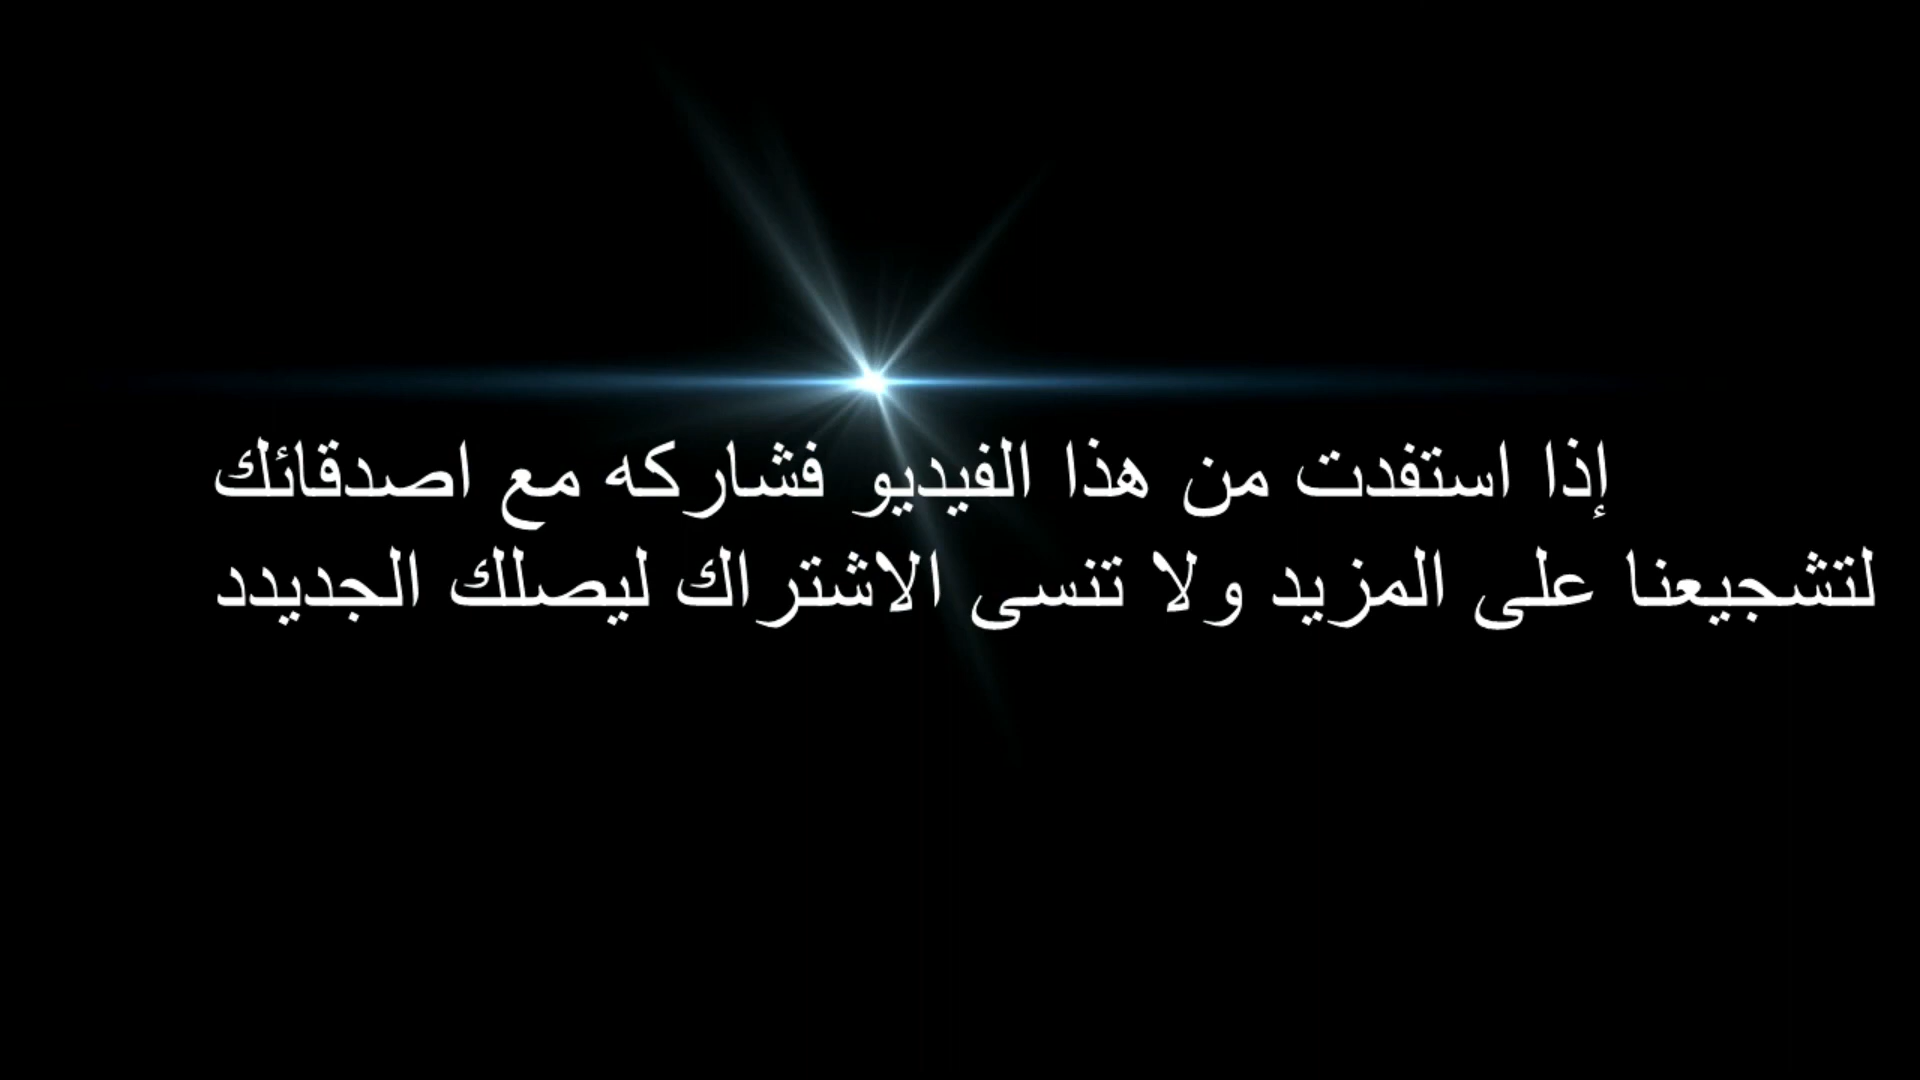 إذا استفدت من هذا الفيديو فشاركه مع اصدقائك
لتشجيعنا على المزيد ولا تنسى الاشتراك ليصلك الجديدد